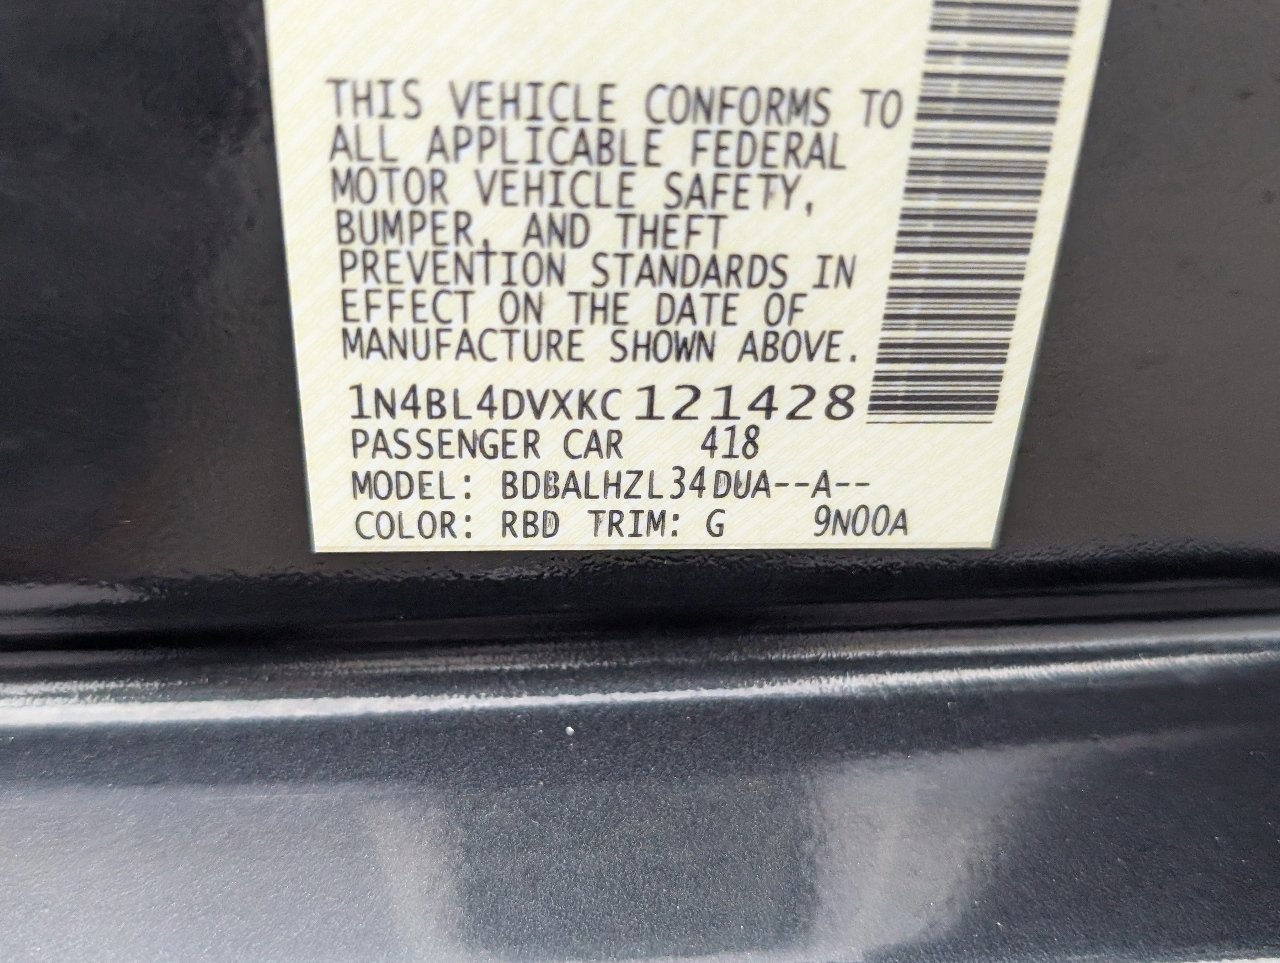 THIS VEHICLE CONFORMS TO
ALL APPLICABLE FEDERAL
MOTOR VEHICLE SAFETY,
BUMPER, AND THEFT
PREVENTION STANDARDS IN
EFFECT ON THE DATE OF
MANUFACTURE SHOWN ABOVE.
1N4BL4DVXKC121428
PASSENGER CAR 418
MODEL: BDBALHZL34DUA--A--
COLOR: RBD TRIM: G 9N00A